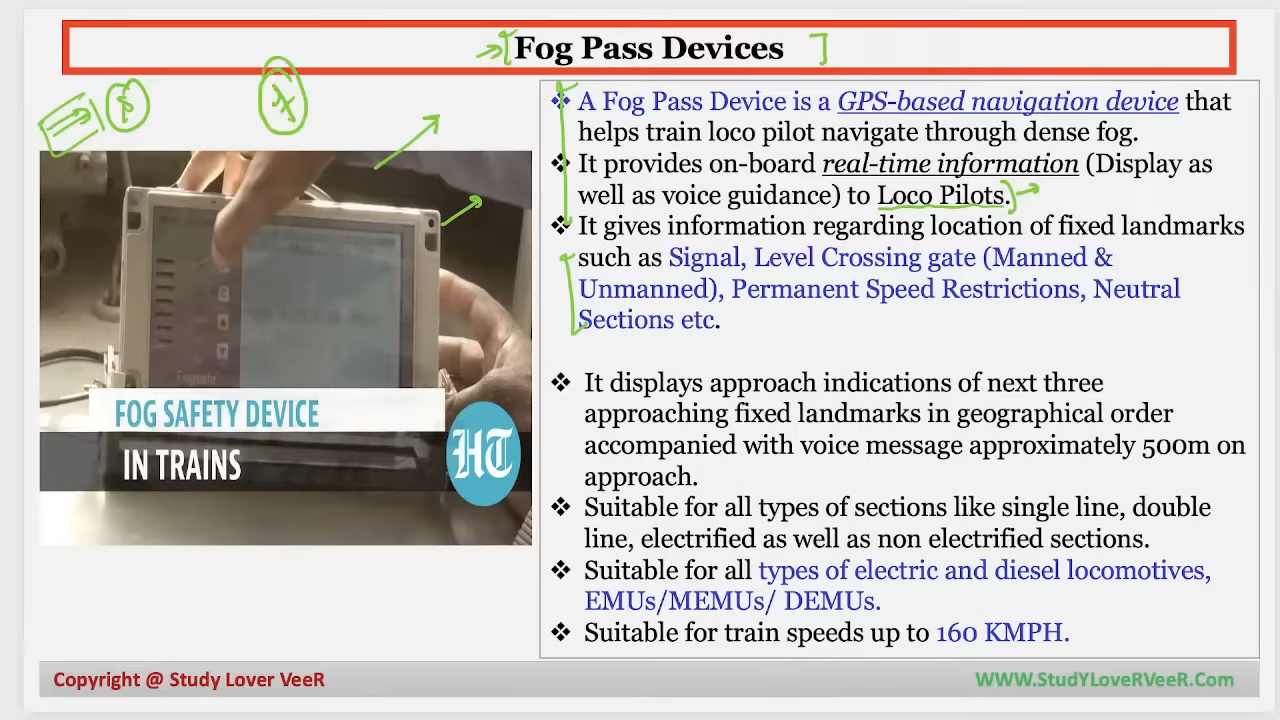 Fog Pass Devices
❖ A Fog Pass Device is a GPS-based navigation device that
helps train loco pilot navigate through dense fog.
❖ It provides on-board real-time information (Display as
well as voice guidance) to Loco Pilots.
❖ It gives information regarding location of fixed landmarks
such as Signal, Level Crossing gate (Manned &
Unmanned), Permanent Speed Restrictions, Neutral
Sections etc.
❖ It displays approach indications of next three
approaching fixed landmarks in geographical order
accompanied with voice message approximately 500m on
approach.
❖ Suitable for all types of sections like single line, double
line, electrified as well as non electrified sections.
❖ Suitable for all types of electric and diesel locomotives,
EMUs/MEMUs/ DEMUs.
❖ Suitable for train speeds up to 160 KMPH.
FOG SAFETY DEVICE
IN TRAINS
HT
Copyright @ Study Lover VeeR
WWW.StudYLoveRVeeR.Com